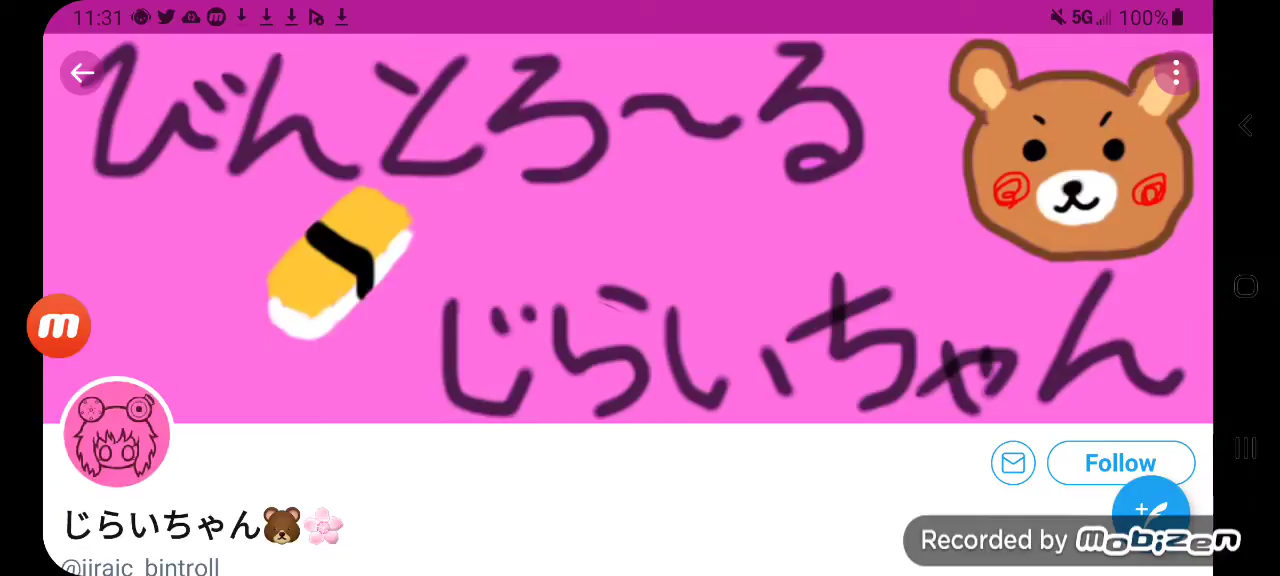 11:31 5G 100%
びんとろ〜る
じらいちゃん
m
Follow
じらいちゃん🐻🌸
@jiraic_bintroll
Recorded by mobizen